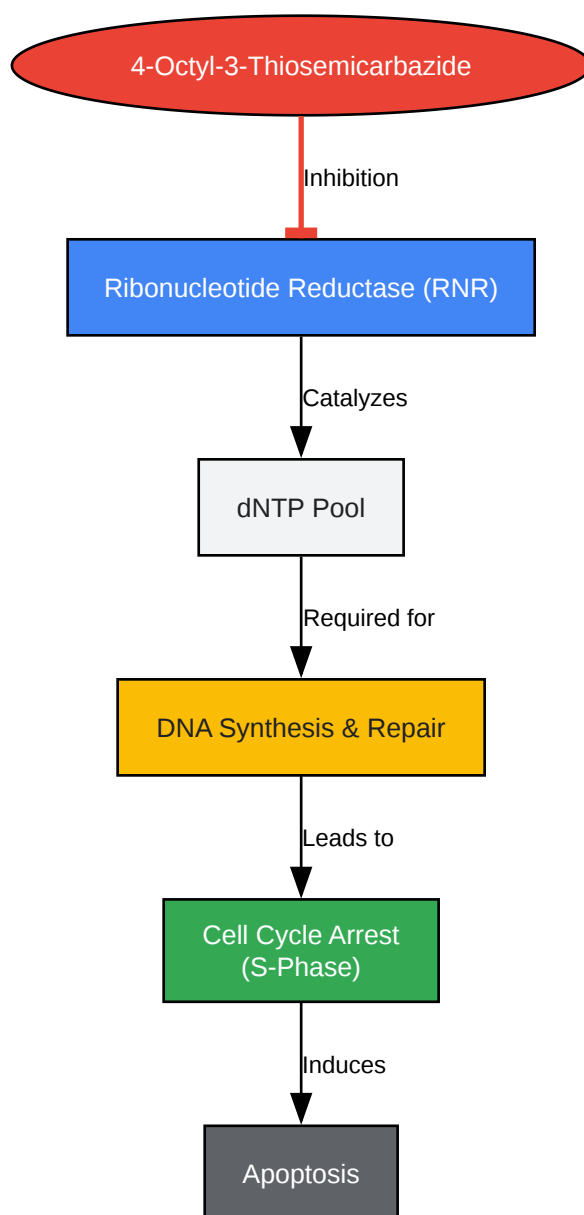 4-Octyl-3-Thiosemicarbazide
Inhibition
Ribonucleotide Reductase (RNR)
Catalyzes
dNTP Pool
Required for
DNA Synthesis & Repair
Leads to
Cell Cycle Arrest
(S-Phase)
Induces
Apoptosis